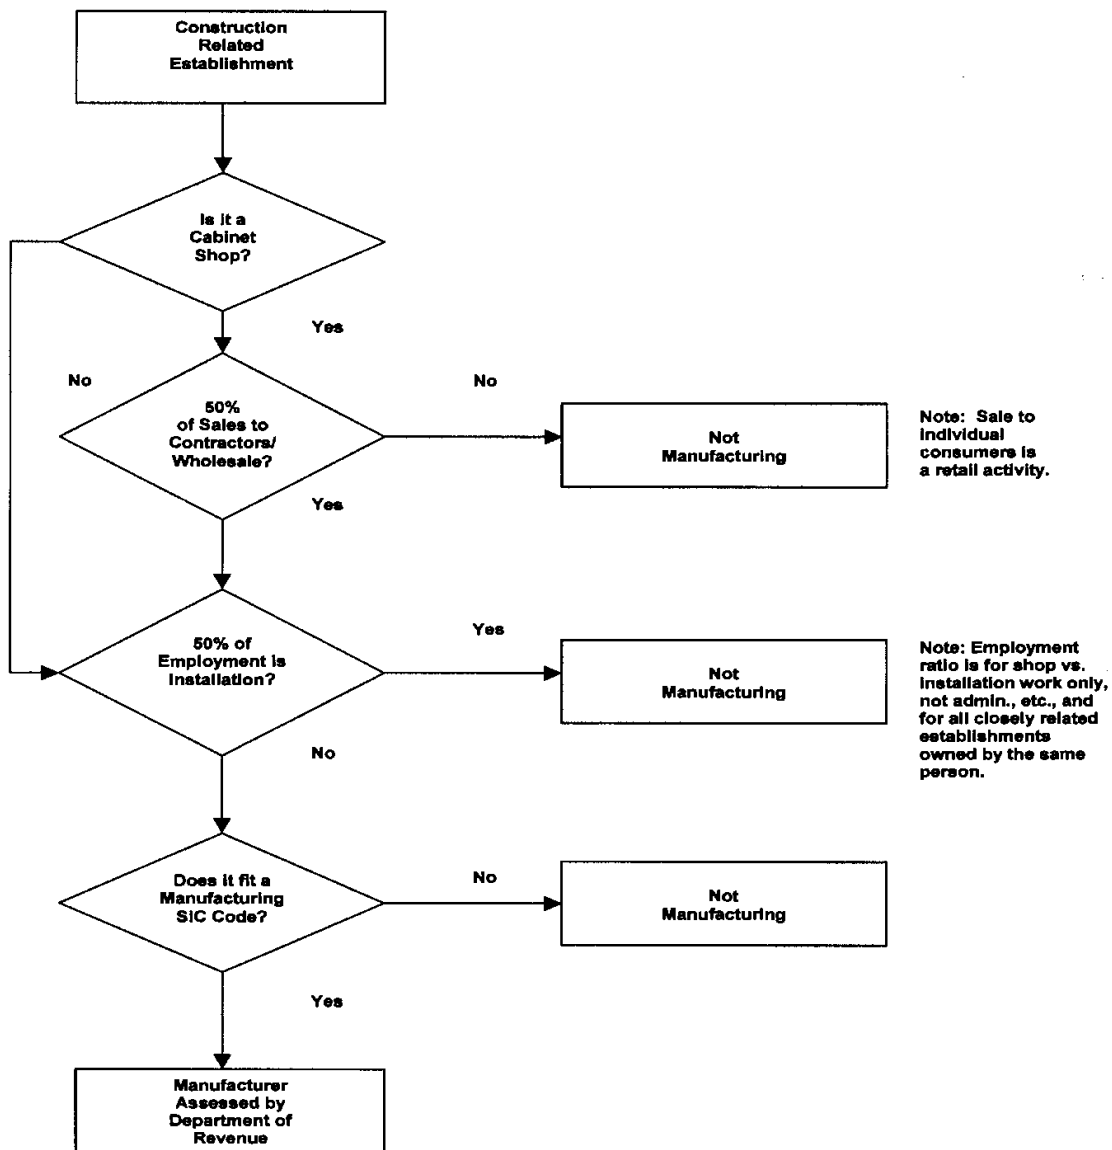 Construction
Related
Establishment
Is it a
Cabinet
Shop?
Yes
No
50%
of Sales to
Contractors/
Wholesale?
No
Not
Manufacturing
Note: Sale to
individual
consumers is
a retail activity.
Yes
50% of
Employment is
Installation?
Yes
Not
Manufacturing
Note: Employment
ratio is for shop vs.
installation work only,
not admin., etc., and
for all closely related
establishments
owned by the same
person.
No
Does it fit a
Manufacturing
SIC Code?
No
Not
Manufacturing
Yes
Manufacturer
Assessed by
Department of
Revenue